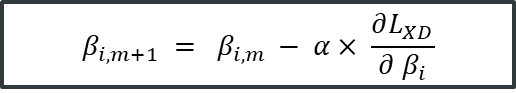 β_{i,m+1} = β_{i,m} − α × ∂L_{XD} / ∂ β_i